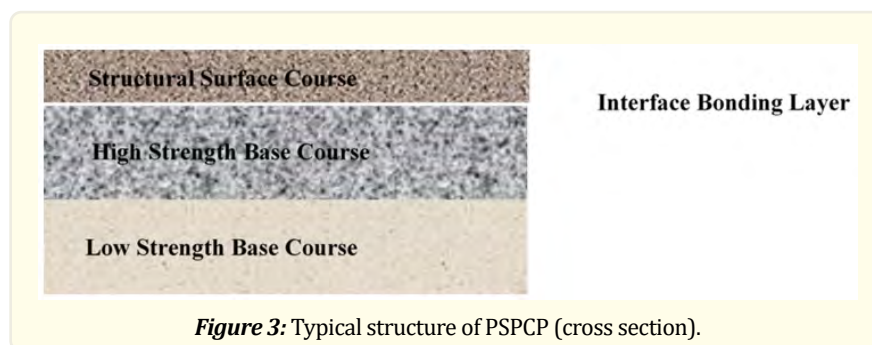 Structural Surface Course
Interface Bonding Layer
High Strength Base Course
Low Strength Base Course
Figure 3: Typical structure of PSPCP (cross section).